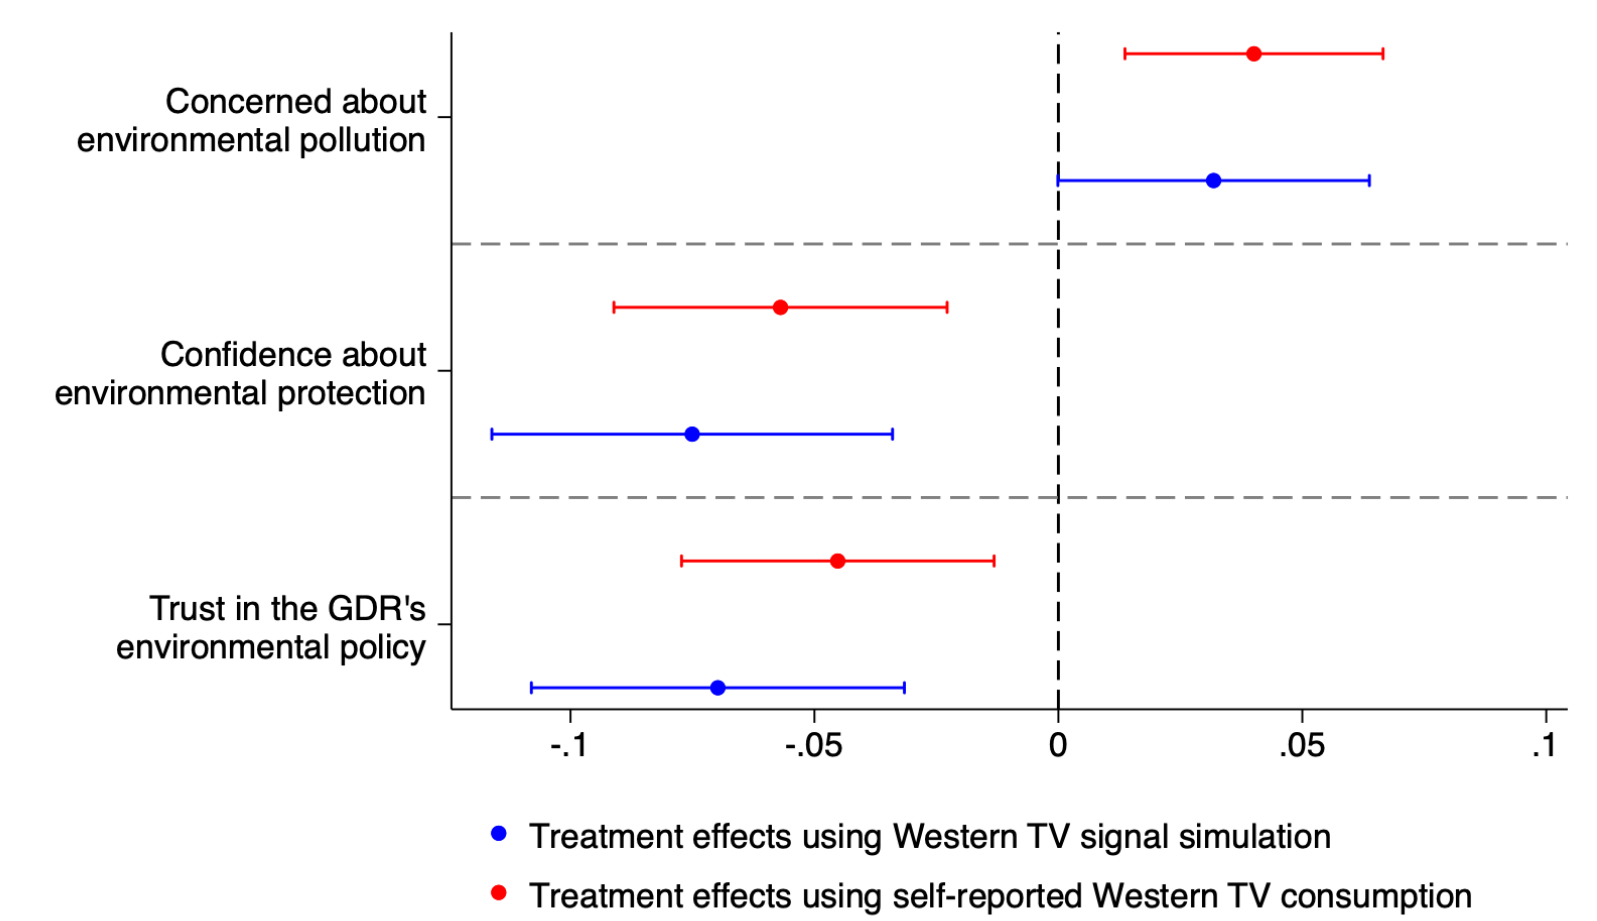 Concerned about
environmental pollution
Confidence about
environmental protection
Trust in the GDR's
environmental policy
-.1 -.05 0 .05 .1
Treatment effects using Western TV signal simulation
Treatment effects using self-reported Western TV consumption